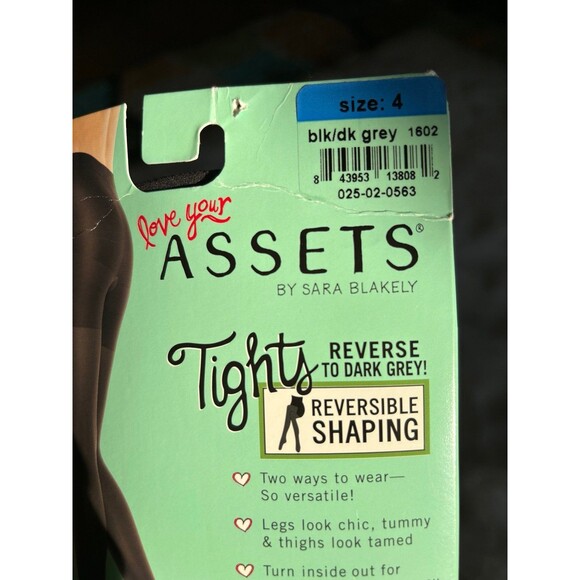 size: 4
blk/dk grey 1602
8 43953 13808 2
025-02-0563
love your
ASSETS®
BY SARA BLAKELY
Tights REVERSE
TO DARK GREY!
REVERSIBLE
SHAPING
Two ways to wear—
So versatile!
Legs look chic, tummy
& thighs look tamed
Turn inside out for